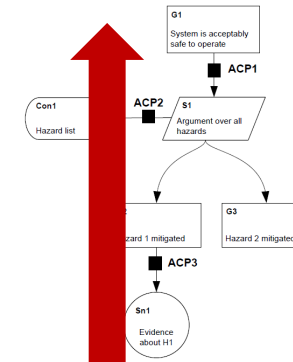 G1
System is acceptably
safe to operate
ACP1
Con1
Hazard list
ACP2
S1
Argument over all
hazards
1 mitigated
G3
Hazard 2 mitigated
ACP3
Sn1
Evidence
about H1